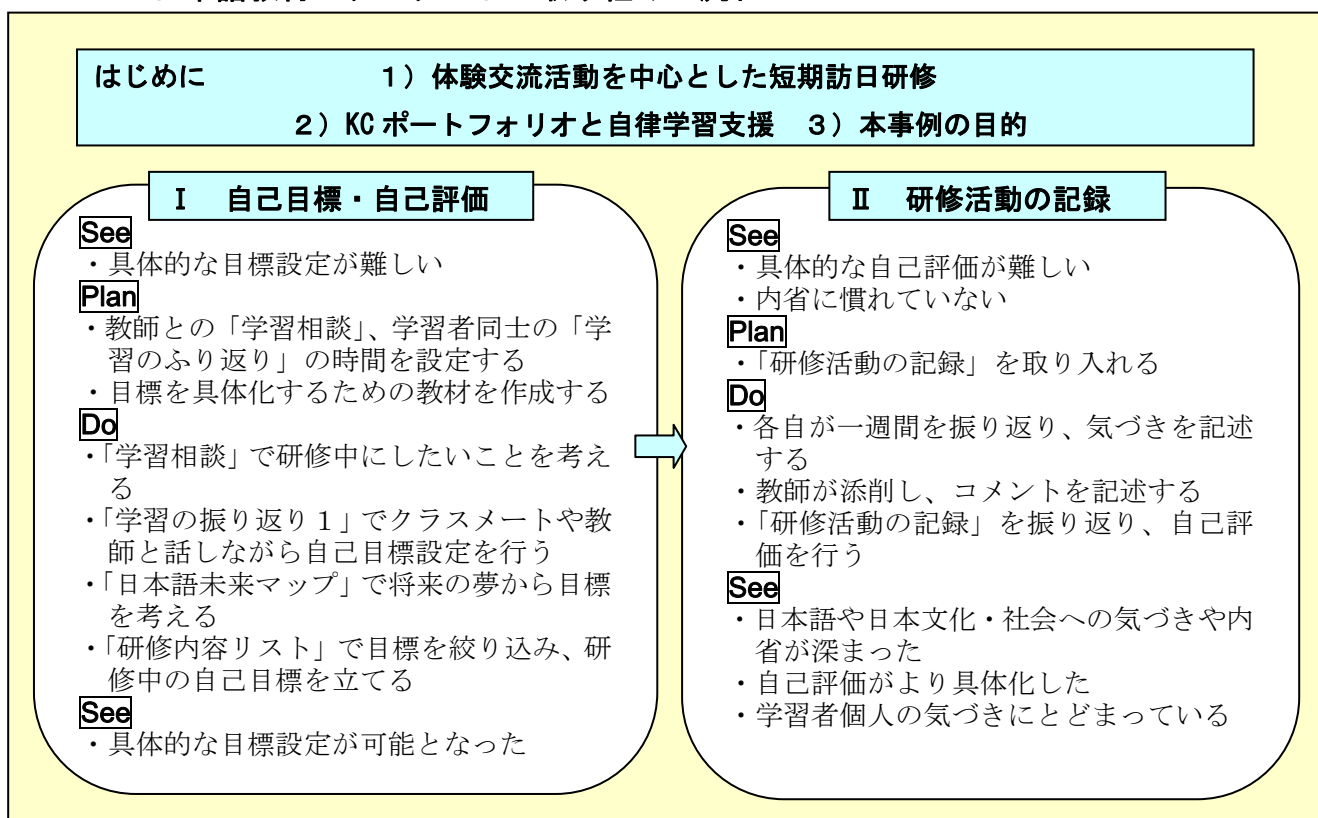 はじめに 1）体験交流活動を中心とした短期訪日研修
2）KCポートフォリオと自律学習支援 3）本事例の目的
Ⅰ 自己目標・自己評価
See
・具体的な目標設定が難しい
Plan
・教師との「学習相談」、学習者同士の「学
習のふり返り」の時間を設定する
・目標を具体化するための教材を作成する
Do
・「学習相談」で研修中にしたいことを考え
る
・「学習の振り返り１」でクラスメートや教
師と話しながら自己目標設定を行う
・「日本語未来マップ」で将来の夢から目標
を考える
・「研修内容リスト」で目標を絞り込み、研
修中の自己目標を立てる
See
・具体的な目標設定が可能となった
Ⅱ 研修活動の記録
See
・具体的な自己評価が難しい
・内省に慣れていない
Plan
・「研修活動の記録」を取り入れる
Do
・各自が一週間を振り返り、気づきを記述
する
・教師が添削し、コメントを記述する
・「研修活動の記録」を振り返り、自己評
価を行う
See
・日本語や日本文化・社会への気づきや内
省が深まった
・自己評価がより具体化した
・学習者個人の気づきにとどまっている